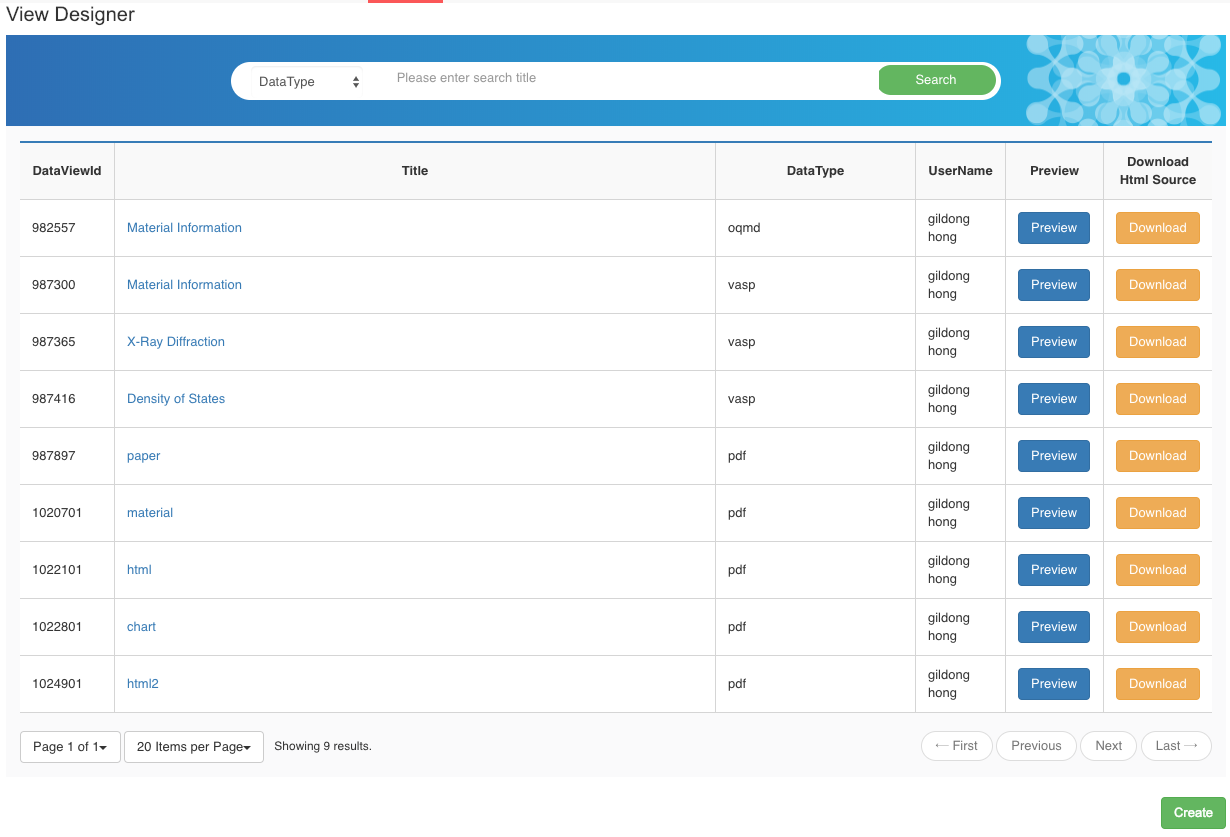 View Designer
DataType Please enter search title Search
DataViewId Title DataType UserName Preview Download Html Source
982557 Material Information oqmd gildong hong Preview Download
987300 Material Information vasp gildong hong Preview Download
987365 X-Ray Diffraction vasp gildong hong Preview Download
987416 Density of States vasp gildong hong Preview Download
987897 paper pdf gildong hong Preview Download
1020701 material pdf gildong hong Preview Download
1022101 html pdf gildong hong Preview Download
1022801 chart pdf gildong hong Preview Download
1024901 html2 pdf gildong hong Preview Download
Page 1 of 1 20 Items per Page Showing 9 results. ← First Previous Next Last →
Create